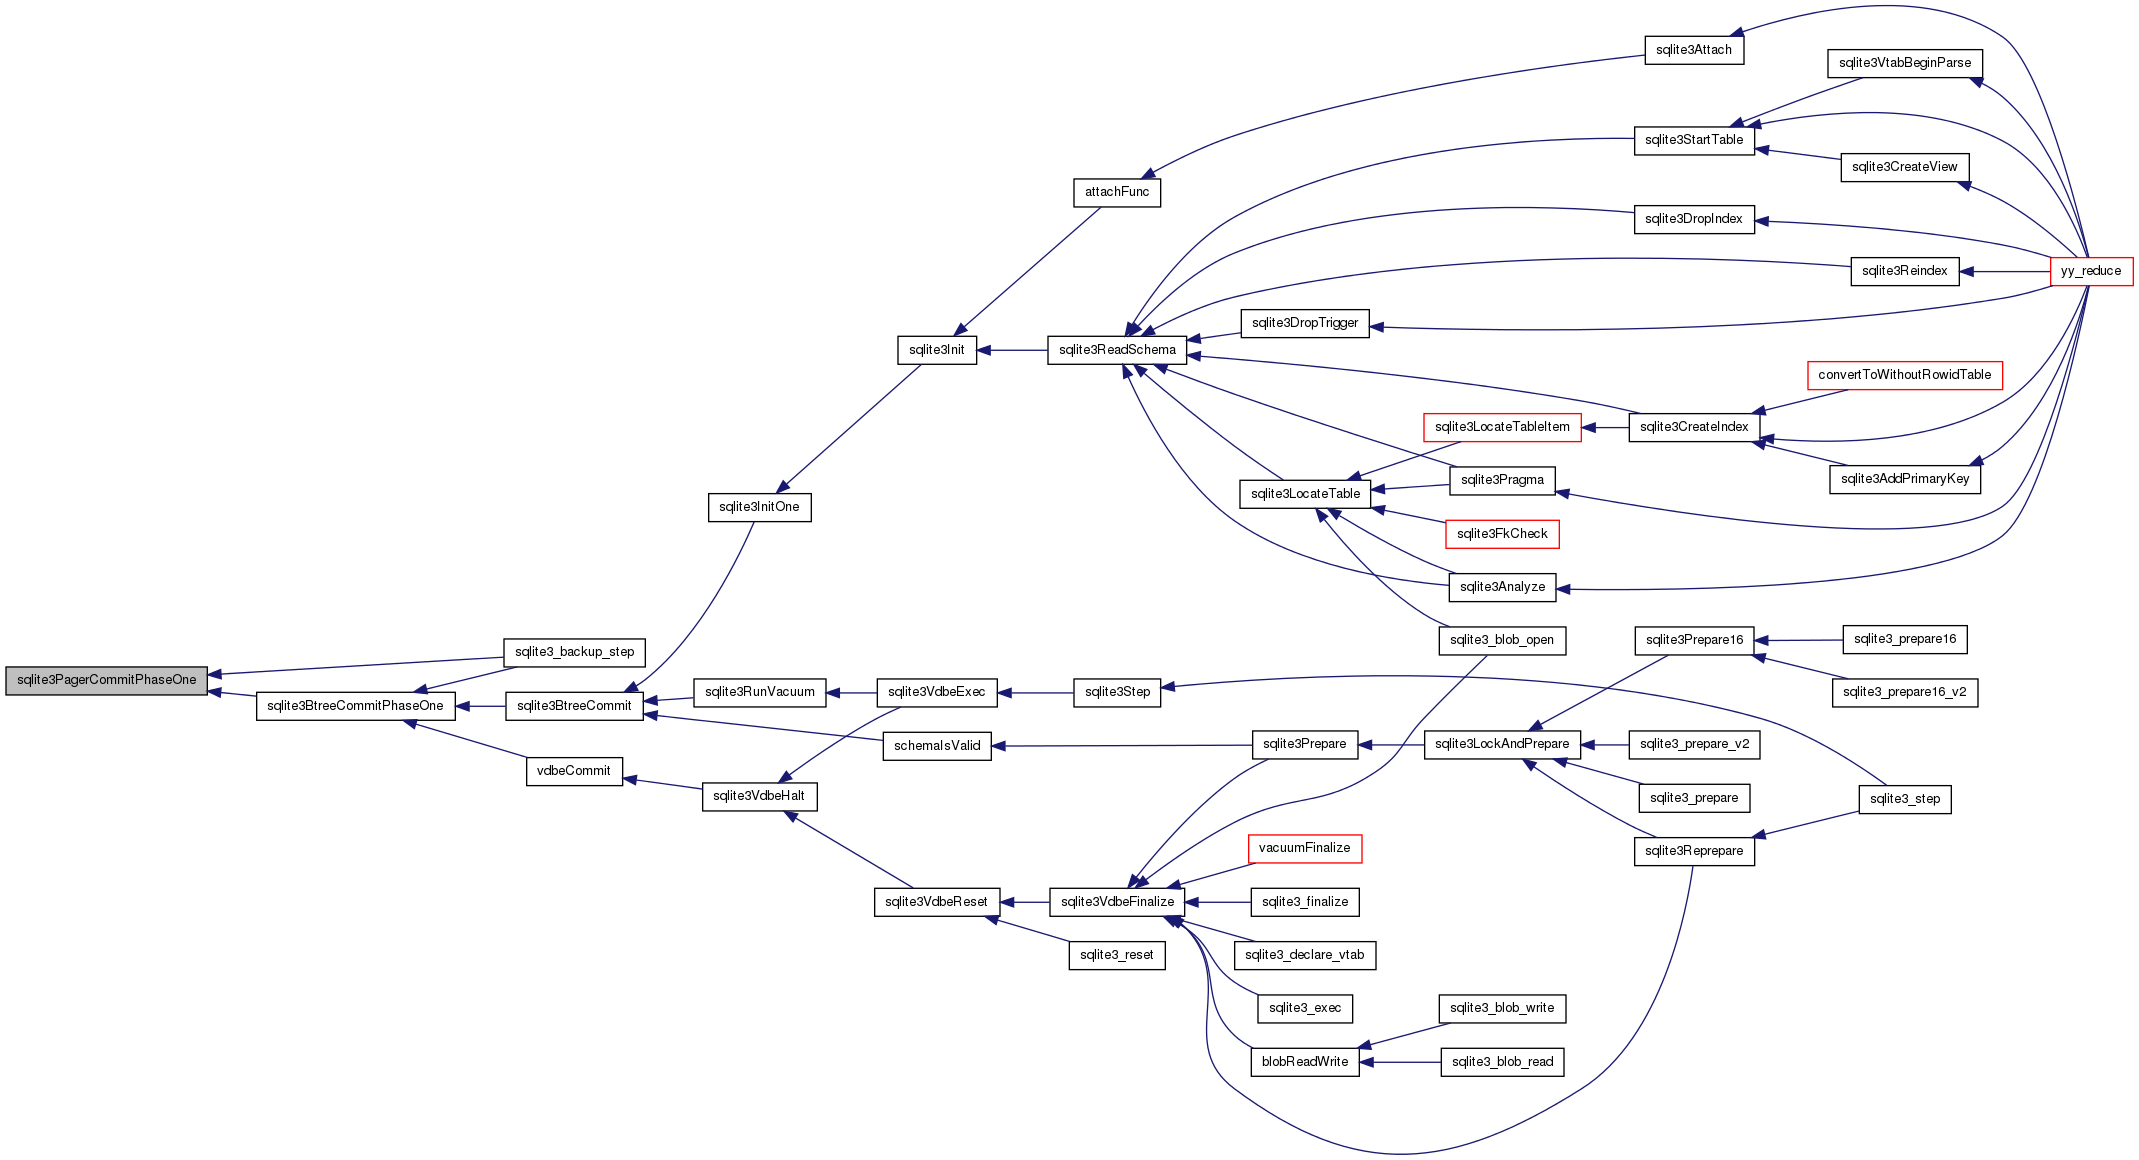 sqlite3PagerCommitPhaseOne
sqlite3_backup_step
sqlite3BtreeCommitPhaseOne
sqlite3BtreeCommit
vdbeCommit
sqlite3InitOne
sqlite3RunVacuum
schemaIsValid
sqlite3VdbeHalt
sqlite3Init
sqlite3VdbeExec
sqlite3VdbeReset
attachFunc
sqlite3ReadSchema
sqlite3Step
sqlite3VdbeFinalize
sqlite3_reset
sqlite3DropTrigger
sqlite3LocateTable
sqlite3Prepare
vacuumFinalize
sqlite3_finalize
sqlite3_declare_vtab
sqlite3_exec
blobReadWrite
sqlite3LocateTableItem
sqlite3Pragma
sqlite3FkCheck
sqlite3Analyze
sqlite3_blob_open
sqlite3LockAndPrepare
sqlite3_blob_write
sqlite3_blob_read
sqlite3Attach
sqlite3StartTable
sqlite3DropIndex
sqlite3CreateIndex
sqlite3Prepare16
sqlite3_prepare_v2
sqlite3_prepare
sqlite3Reprepare
sqlite3VtabBeginParse
sqlite3CreateView
sqlite3Reindex
convertToWithoutRowidTable
sqlite3AddPrimaryKey
sqlite3_prepare16
sqlite3_prepare16_v2
sqlite3_step
yy_reduce